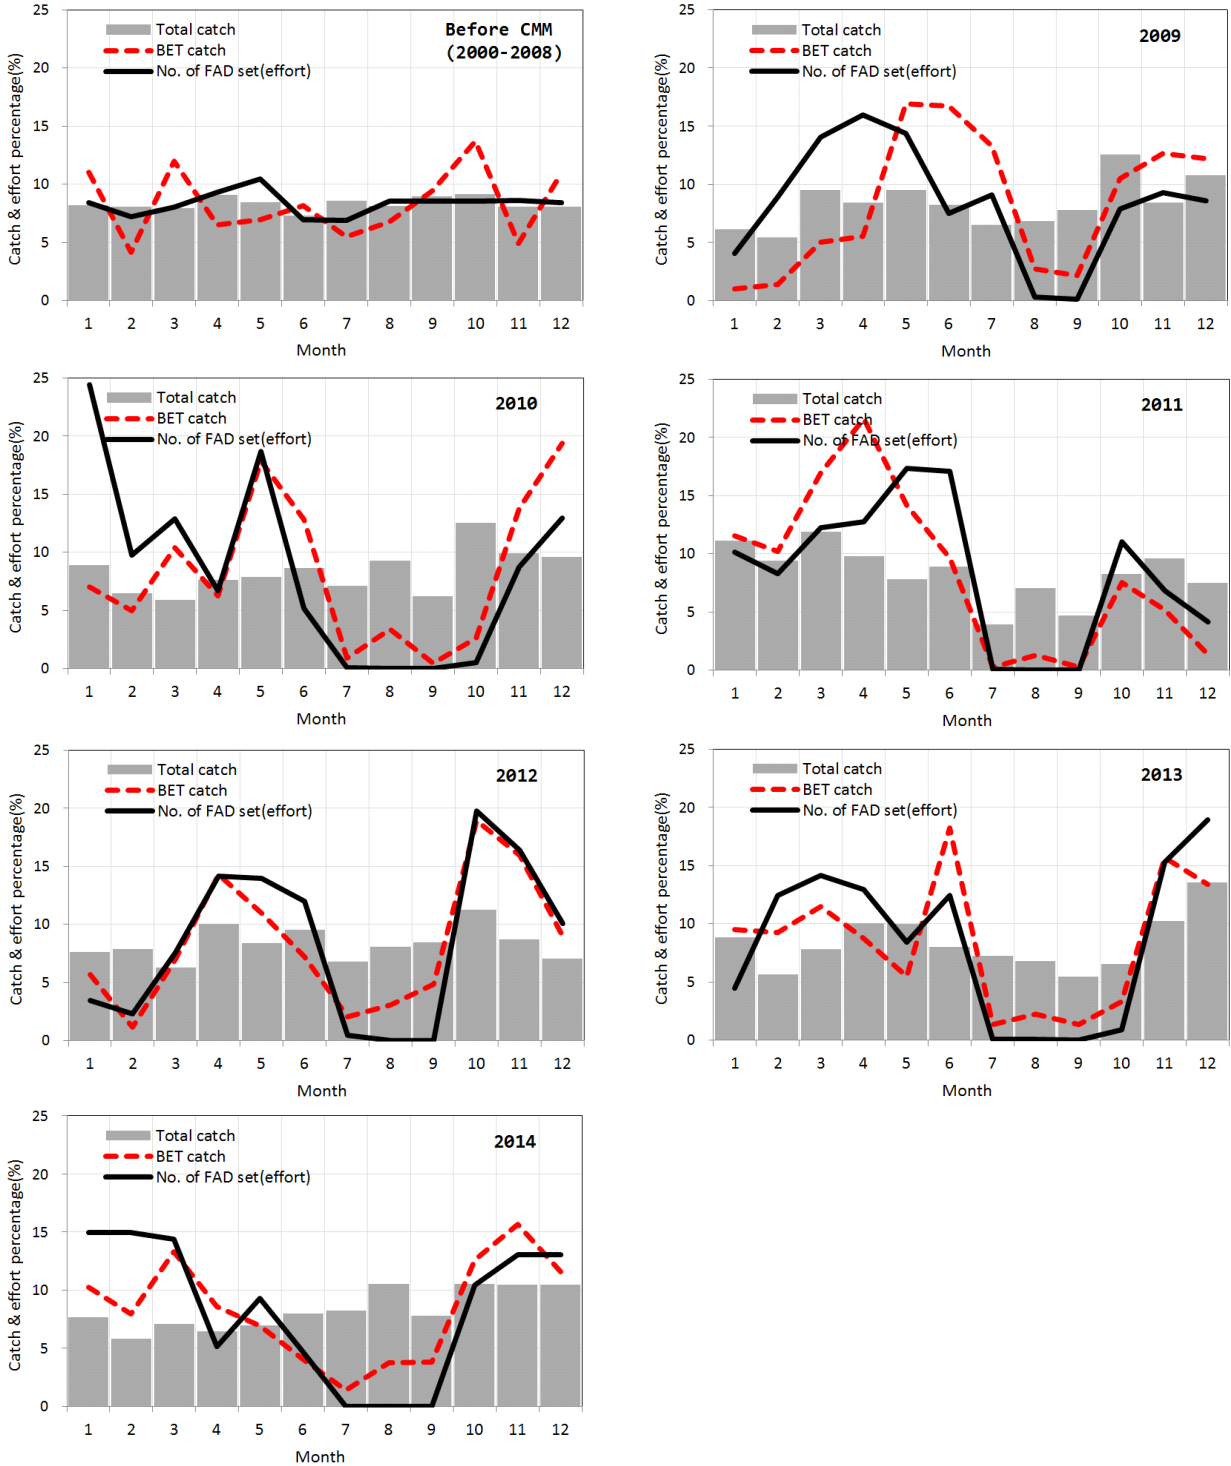 Catch & effort percentage(%)
25
20
15
10
5
0
Total catch
BET catch
No. of FAD set(effort)
Before CMM
(2000-2008)
1 2 3 4 5 6 7 8 9 10 11 12
Month
Catch & effort percentage(%)
25
20
15
10
5
0
Total catch
BET catch
No. of FAD set(effort)
2009
1 2 3 4 5 6 7 8 9 10 11 12
Month
Catch & effort percentage(%)
25
20
15
10
5
0
Total catch
BET catch
No. of FAD set(effort)
2010
1 2 3 4 5 6 7 8 9 10 11 12
Month
Catch & effort percentage(%)
25
20
15
10
5
0
Total catch
BET catch
No. of FAD set(effort)
2011
1 2 3 4 5 6 7 8 9 10 11 12
Month
Catch & effort percentage(%)
25
20
15
10
5
0
Total catch
BET catch
No. of FAD set(effort)
2012
1 2 3 4 5 6 7 8 9 10 11 12
Month
Catch & effort percentage(%)
25
20
15
10
5
0
Total catch
BET catch
No. of FAD set(effort)
2013
1 2 3 4 5 6 7 8 9 10 11 12
Month
Catch & effort percentage(%)
25
20
15
10
5
0
Total catch
BET catch
No. of FAD set(effort)
2014
1 2 3 4 5 6 7 8 9 10 11 12
Month